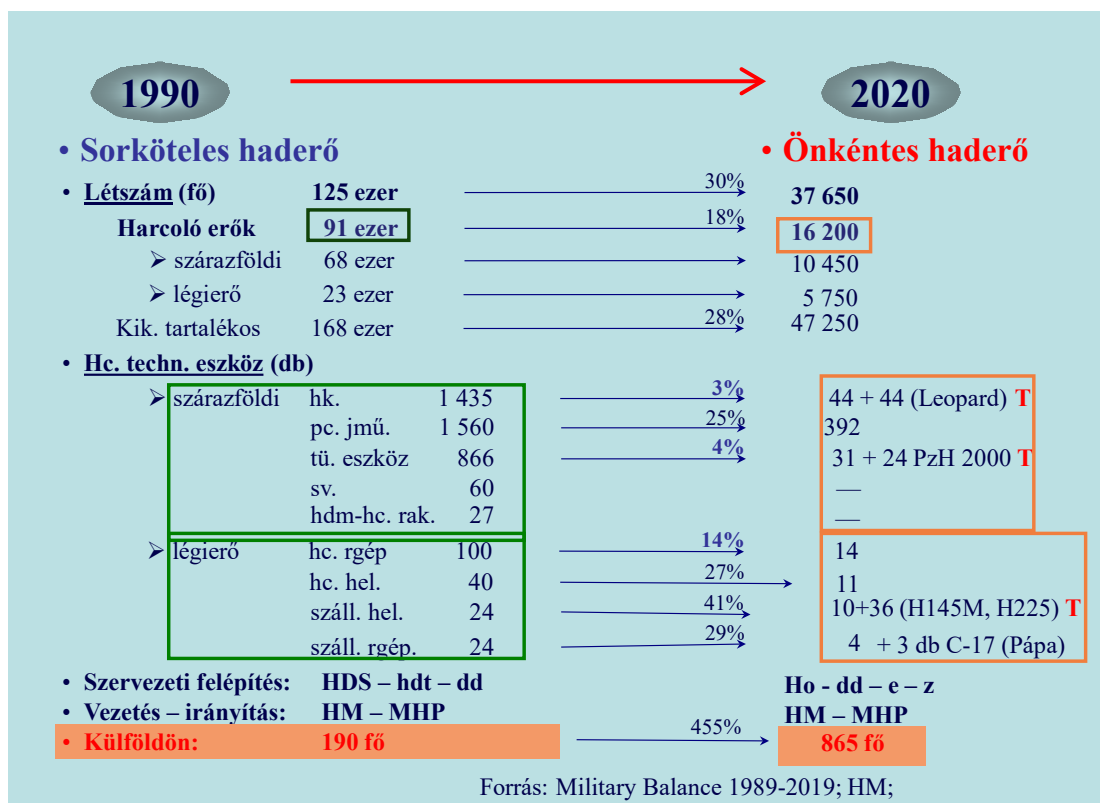 1990 2020
• Sorköteles haderő • Önkéntes haderő
• Létszám (fő) 125 ezer 30% 37 650
Harcoló erők 91 ezer 18% 16 200
➢ szárazföldi 68 ezer 10 450
➢ légierő 23 ezer 5 750
Kik. tartalékos 168 ezer 28% 47 250
• Hc. techn. eszköz (db)
➢ szárazföldi hk. 1 435 3% 44 + 44 (Leopard) T
pc. jmű. 1 560 25% 392
tü. eszköz 866 4% 31 + 24 PzH 2000 T
sv. 60 —
hdm-hc. rak. 27 —
➢ légierő hc. rgép 100 14% 14
hc. hel. 40 27% 11
száll. hel. 24 41% 10+36 (H145M, H225) T
száll. rgép. 24 29% 4 + 3 db C-17 (Pápa)
• Szervezeti felépítés: HDS – hdt – dd Ho - dd – e – z
• Vezetés – irányítás: HM – MHP HM – MHP
• Külföldön: 190 fő 455% 865 fő
Forrás: Military Balance 1989-2019; HM;